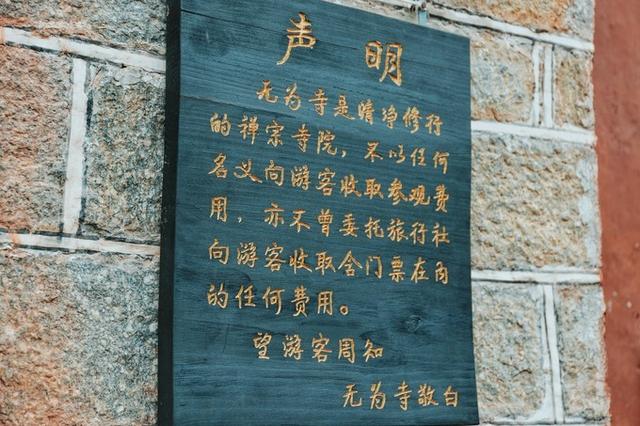 声明
无为寺是清净修行
的禅宗寺院，不以任何
名义向游客收取参观费
用，亦不曾委托旅行社
向游客收取含门票在内
的任何费用。
望游客周知
无为寺敬白